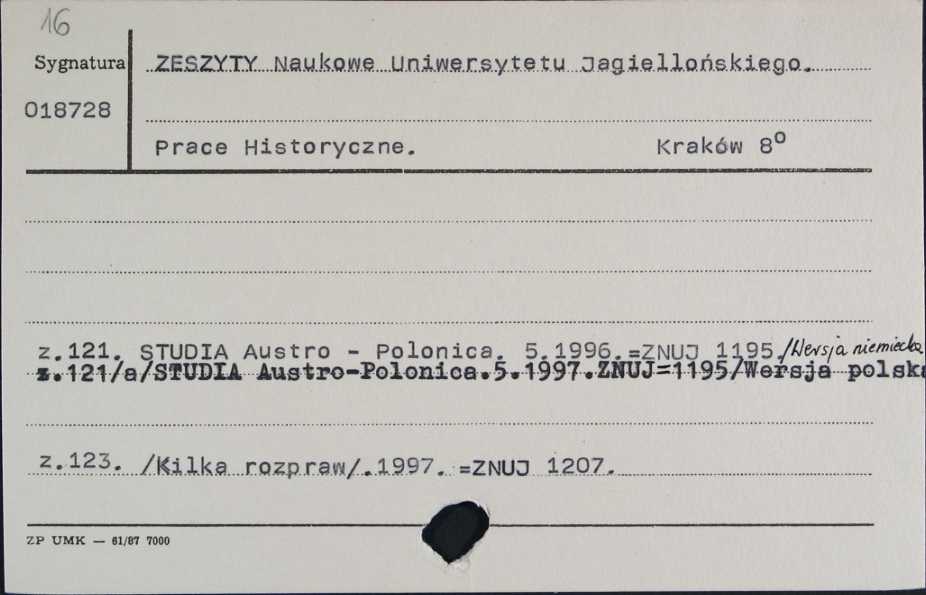 16
Sygnatura ZESZYTY Naukowe Uniwersytetu Jagiellońskiego.
018728
Prace Historyczne. Kraków 8º
z.121. STUDIA Austro - Polonica. 5.1996.=ZNUJ 1195./Wersja niemiecka
z.121/a/STUDIA Austro-Polonica.5.1997.ZNUJ=1195/Wersja polska
z.123. /Kilka rozpraw/.1997. =ZNUJ 1207.
ZP UMK — 61/87 7000